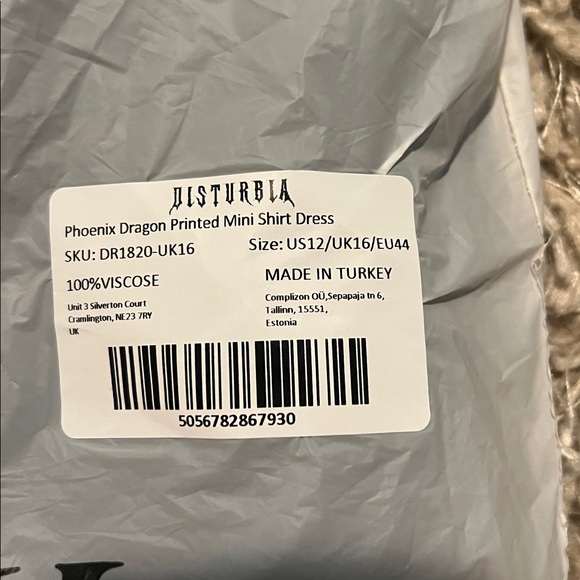 DISTURBIA
Phoenix Dragon Printed Mini Shirt Dress
SKU: DR1820-UK16 Size: US12/UK16/EU44
100%VISCOSE MADE IN TURKEY
Unit 3 Silverton Court
Cramlington, NE23 7RY
UK
Complizon OÜ,Sepapaja tn 6,
Tallinn, 15551,
Estonia
5056782867930